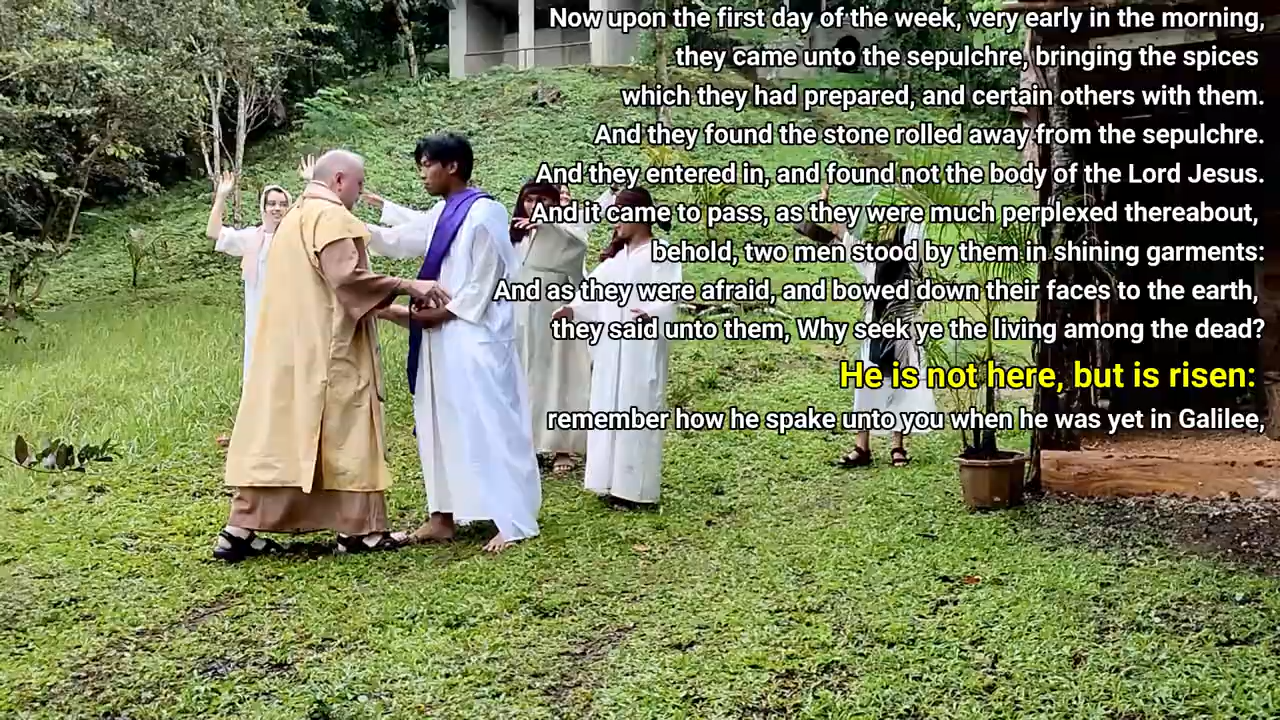 Now upon the first day of the week, very early in the morning,
they came unto the sepulchre, bringing the spices
which they had prepared, and certain others with them.
And they found the stone rolled away from the sepulchre.
And they entered in, and found not the body of the Lord Jesus.
And it came to pass, as they were much perplexed thereabout,
behold, two men stood by them in shining garments:
And as they were afraid, and bowed down their faces to the earth,
they said unto them, Why seek ye the living among the dead?
He is not here, but is risen:
remember how he spake unto you when he was yet in Galilee,